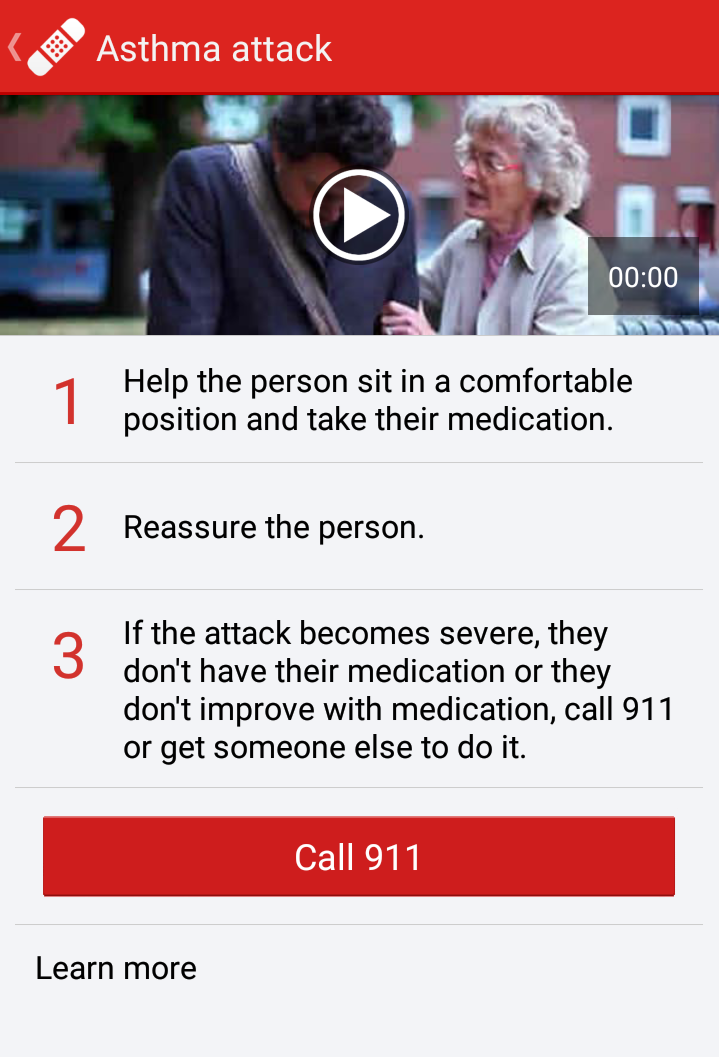 Asthma attack
00:00
1
Help the person sit in a comfortable
position and take their medication.
2
Reassure the person.
3
If the attack becomes severe, they
don't have their medication or they
don't improve with medication, call 911
or get someone else to do it.
Call 911
Learn more